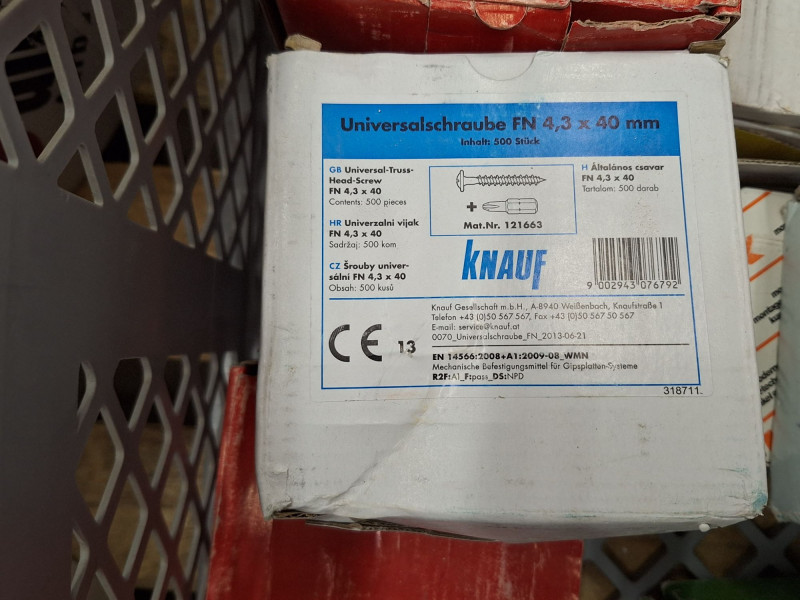 Universalschraube FN 4,3 x 40 mm
Inhalt: 500 Stück
GB Universal-Truss-
Head-Screw
FN 4,3 x 40
Contents: 500 pieces
HR Univerzalni vijak
FN 4,3 x 40
Sadržaj: 500 kom
CZ Šrouby univer-
sální FN 4,3 x 40
Obsah: 500 kusů
+
Mat.Nr. 121663
H Általános csavar
FN 4,3 x 40
Tartalom: 500 darab
KNAUF
9 002943 076792
CE 13
Knauf Gesellschaft m.b.H., A-8940 Weißenbach, Knaufstraße 1
Telefon +43 (0)50 567 567, Fax +43 (0)50 567 50 567
E-mail: service@knauf.at
0070_Universalschraube_FN_2013-06-21
EN 14566:2008+A1:2009-08_WMN
Mechanische Befestigungsmittel für Gipsplatten-Systeme
R2F:A1_F:pass_DS:NPD
318711